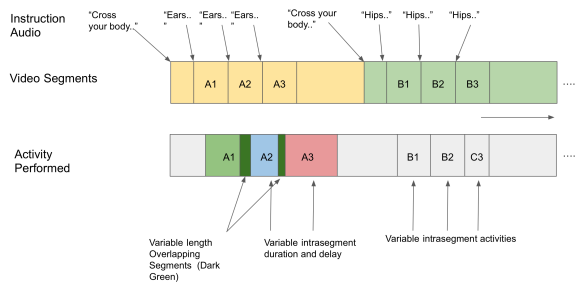 Instruction
Audio
“Cross
your body..”
“Ears..
”
“Ears..
”
“Ears..
”
“Cross your
body..”
“Hips..”
“Hips..”
“Hips..”
Video Segments
A1
A2
A3
B1
B2
B3
....
Activity
Performed
A1
A2
A3
B1
B2
C3
....
Variable length
Overlapping
Segments (Dark
Green)
Variable intrasegment
duration and delay
Variable intrasegment activities